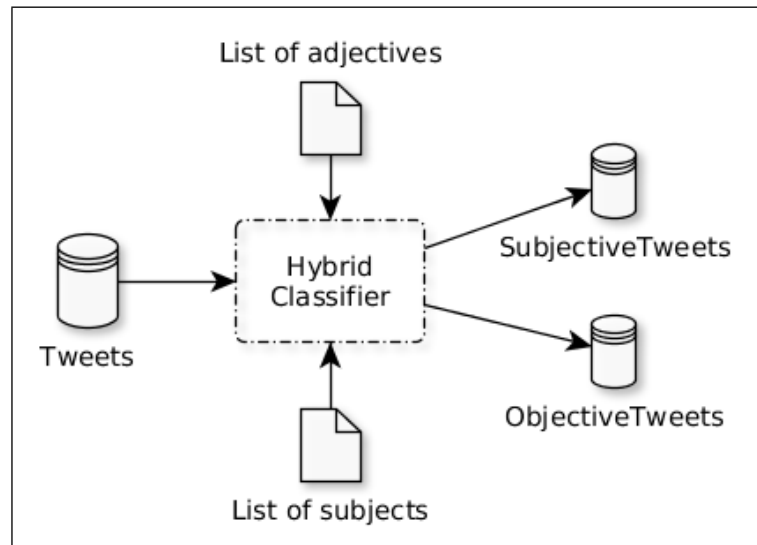 List of adjectives
Hybrid
Classifier
SubjectiveTweets
Tweets
ObjectiveTweets
List of subjects